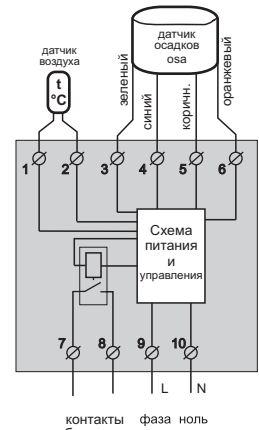 датчик
осадков
osa
датчик
воздуха
t
°C
зеленый
синий
коричн.
оранжевый
1
2
3
4
5
6
Схема
питания
и
управления
7
8
9
10
L
N
контакты
фаза
ноль